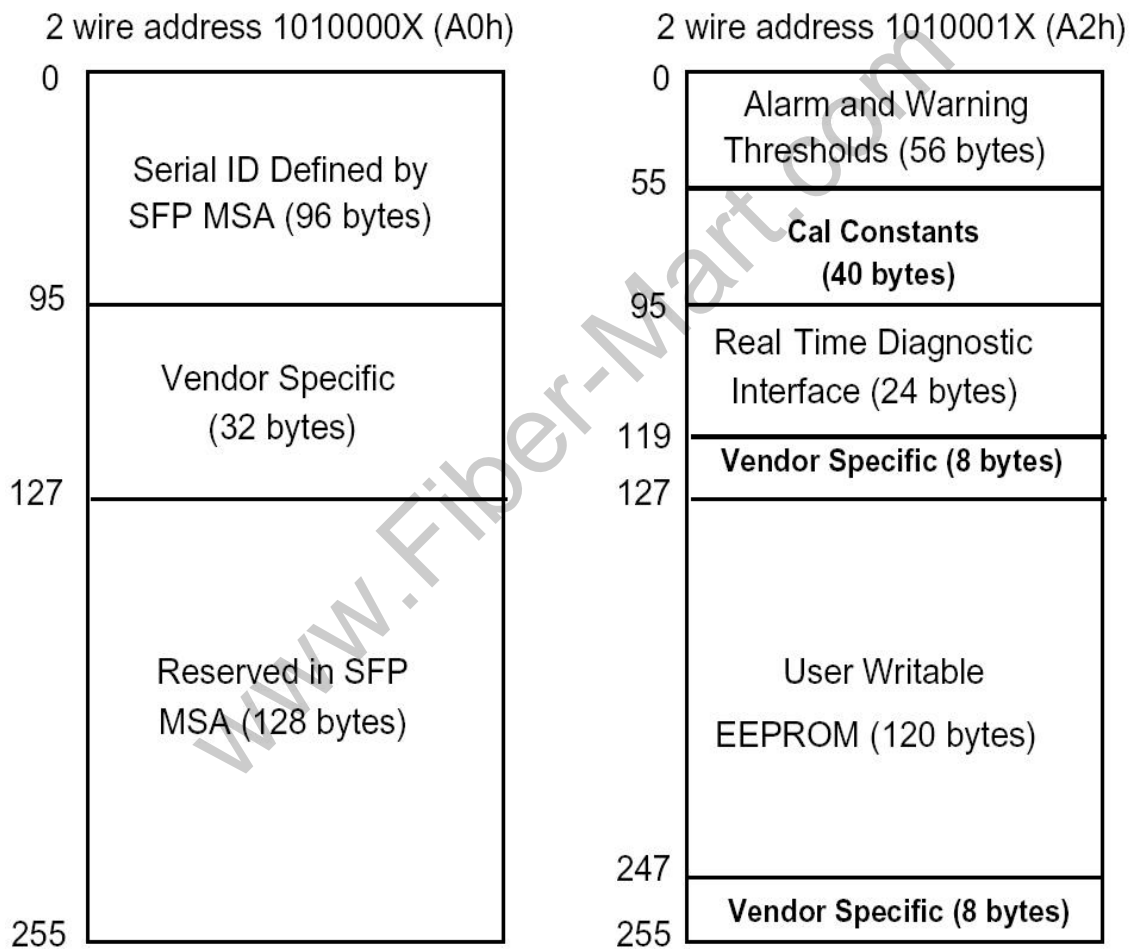 2 wire address 1010000X (A0h)
0
Serial ID Defined by
SFP MSA (96 bytes)
95
Vendor Specific
(32 bytes)
127
Reserved in SFP
MSA (128 bytes)
255
2 wire address 1010001X (A2h)
0
Alarm and Warning
Thresholds (56 bytes)
55
Cal Constants
(40 bytes)
95
Real Time Diagnostic
Interface (24 bytes)
119
Vendor Specific (8 bytes)
127
User Writable
EEPROM (120 bytes)
247
Vendor Specific (8 bytes)
255
www.Fiber-Mart.com